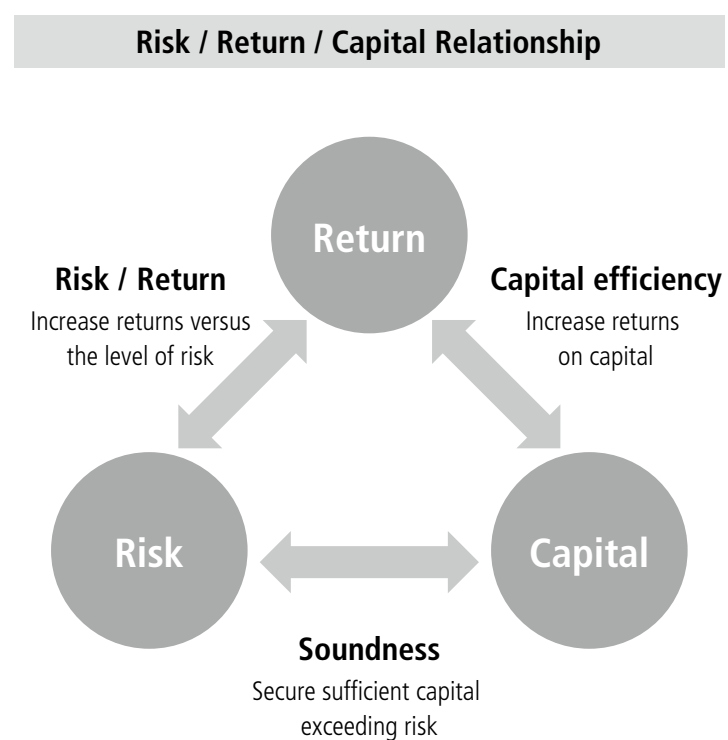 Risk / Return / Capital Relationship
Return
Risk / Return
Increase returns versus
the level of risk
Capital efficiency
Increase returns
on capital
Risk
Capital
Soundness
Secure sufficient capital
exceeding risk